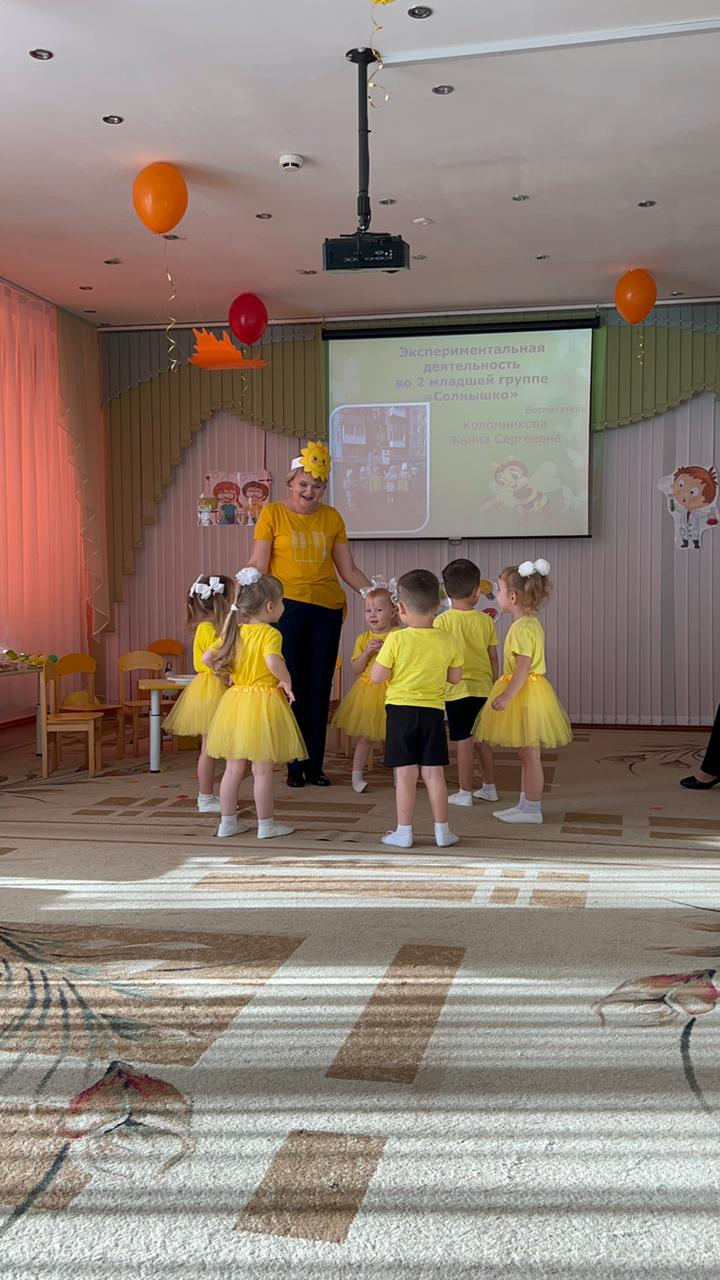 Экспериментальная
деятельность
во 2 младшей группе
«Солнышко»
Воспитатель
Коломникова
Жанна Сергеевна